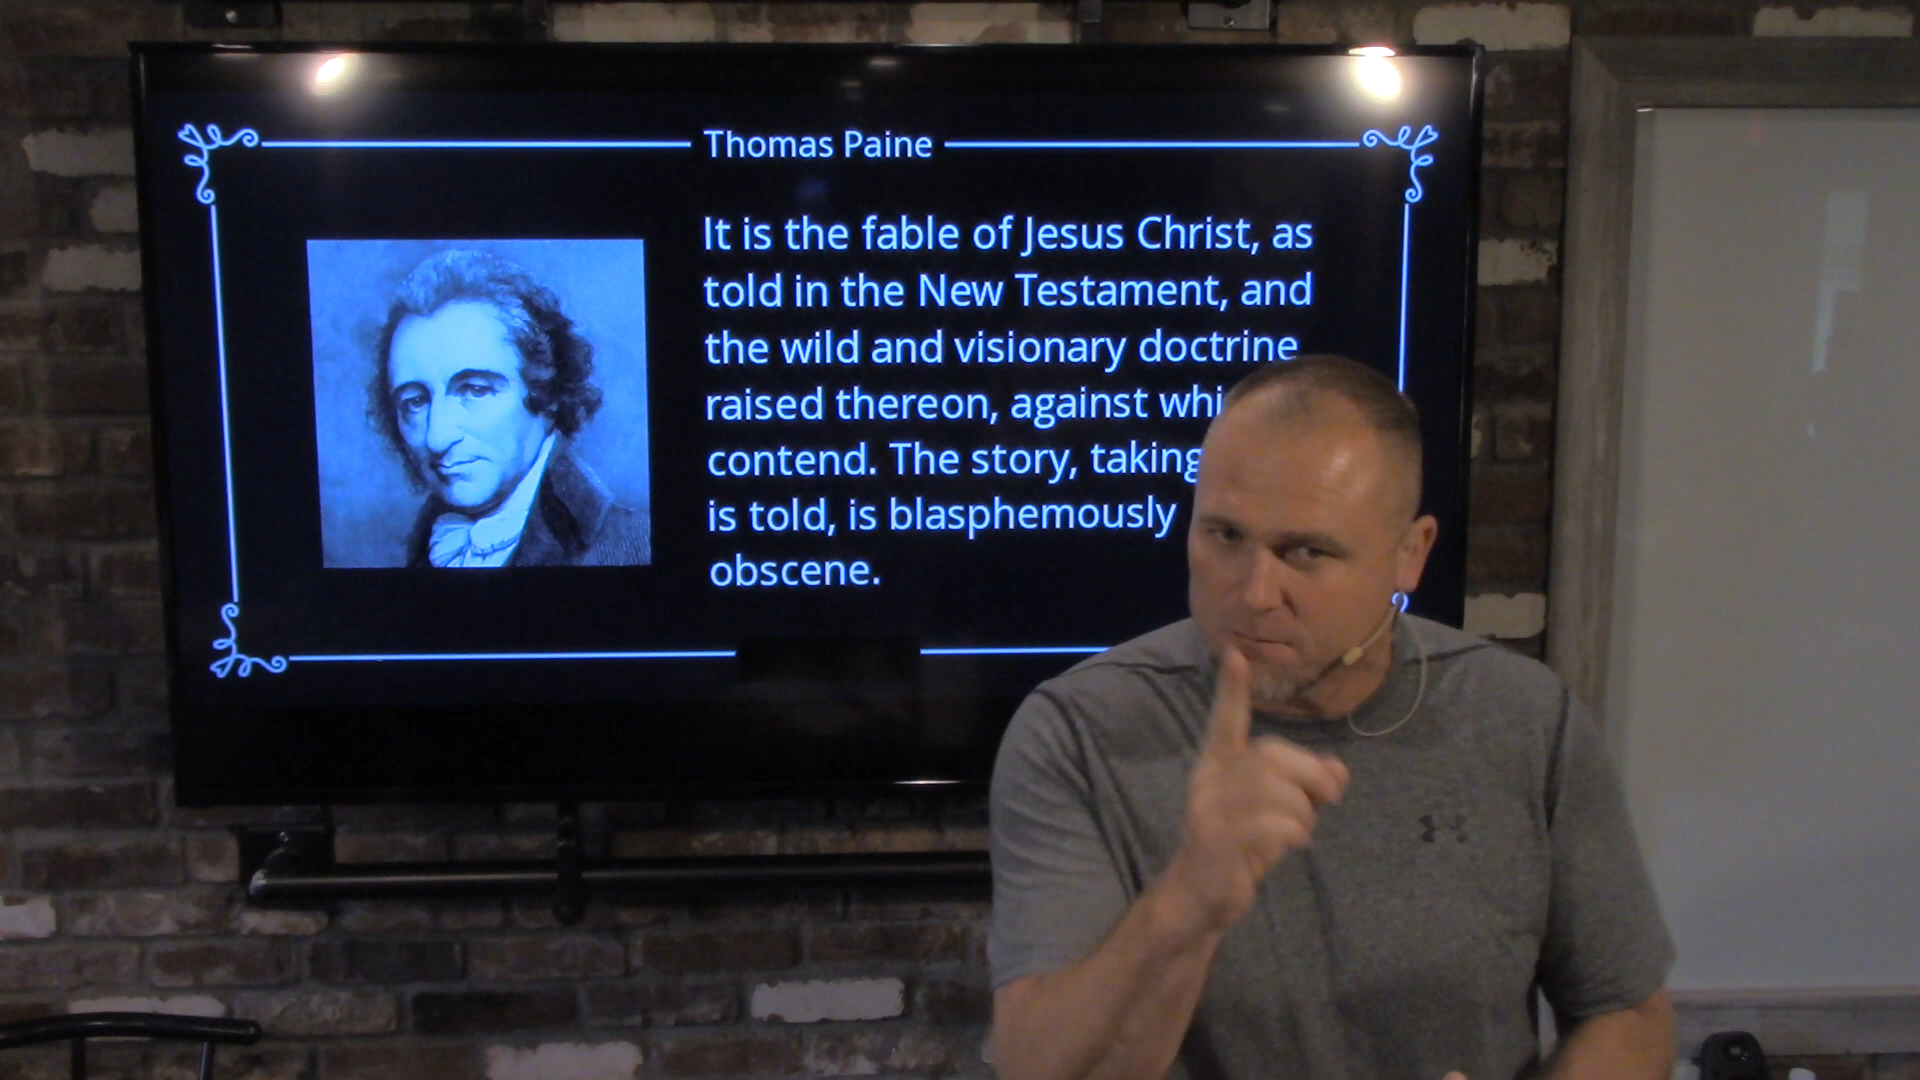 Thomas Paine
It is the fable of Jesus Christ, as
told in the New Testament, and
the wild and visionary doctrine
raised thereon, against
contend. The story, taking
is told, is blasphemously
obscene.